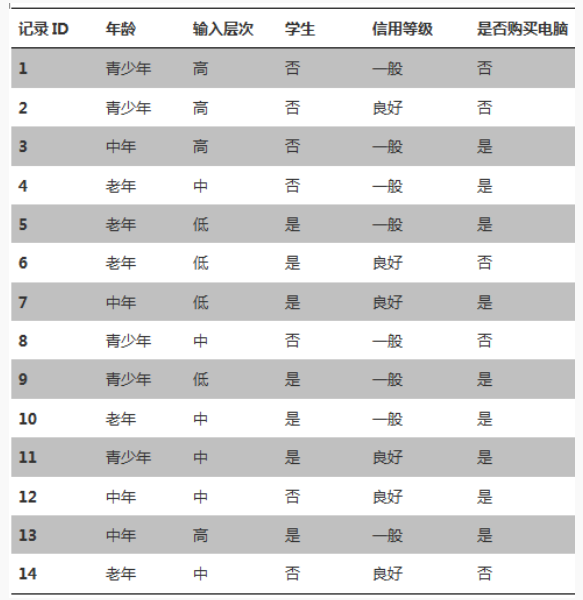 记录 ID 年龄 输入层次 学生 信用等级 是否购买电脑
1 青少年 高 否 一般 否
2 青少年 高 否 良好 否
3 中年 高 否 一般 是
4 老年 中 否 一般 是
5 老年 低 是 一般 是
6 老年 低 是 良好 否
7 中年 低 是 良好 是
8 青少年 中 否 一般 否
9 青少年 低 是 一般 是
10 老年 中 是 一般 是
11 青少年 中 是 良好 是
12 中年 中 否 良好 是
13 中年 高 是 一般 是
14 老年 中 否 良好 否